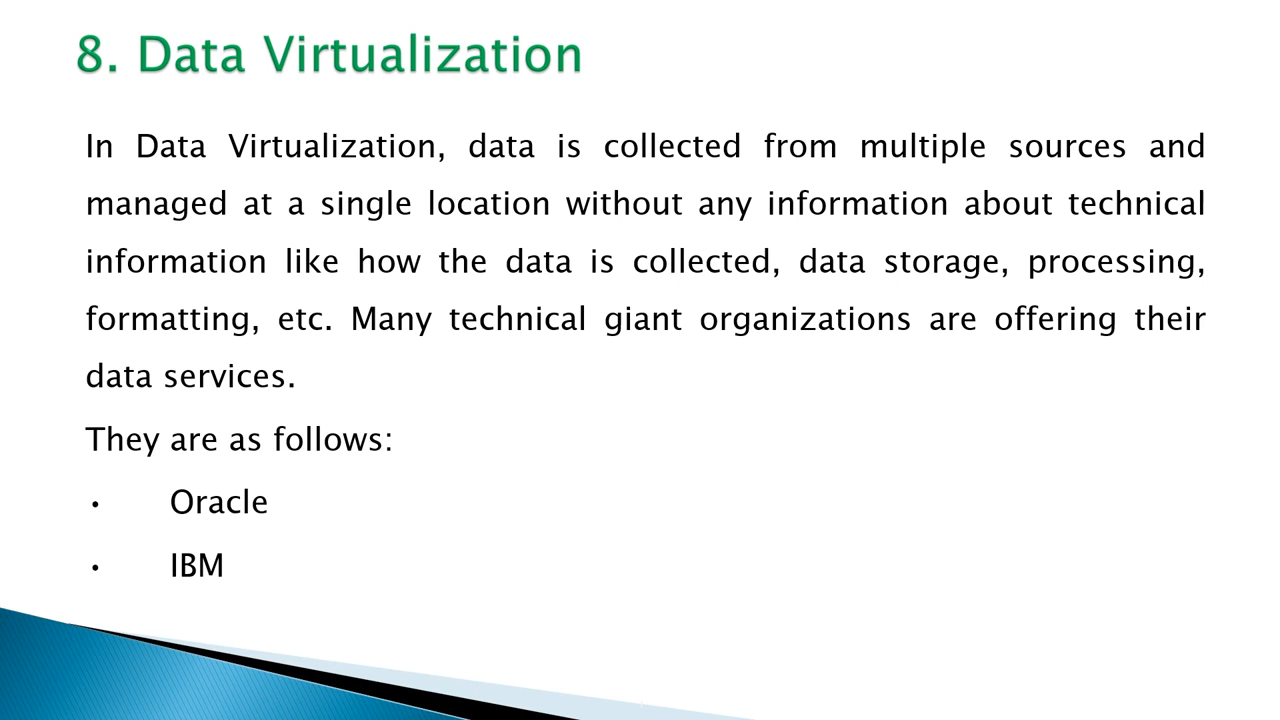 8. Data Virtualization
In Data Virtualization, data is collected from multiple sources and
managed at a single location without any information about technical
information like how the data is collected, data storage, processing,
formatting, etc. Many technical giant organizations are offering their
data services.
They are as follows:
• Oracle
• IBM